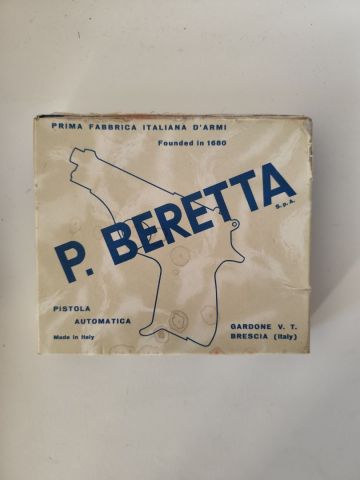 PRIMA FABBRICA ITALIANA D'ARMI
Founded in 1680
P. BERETTA
S.p.A.
PISTOLA
AUTOMATICA
Made in Italy
GARDONE V. T.
BRESCIA (Italy)